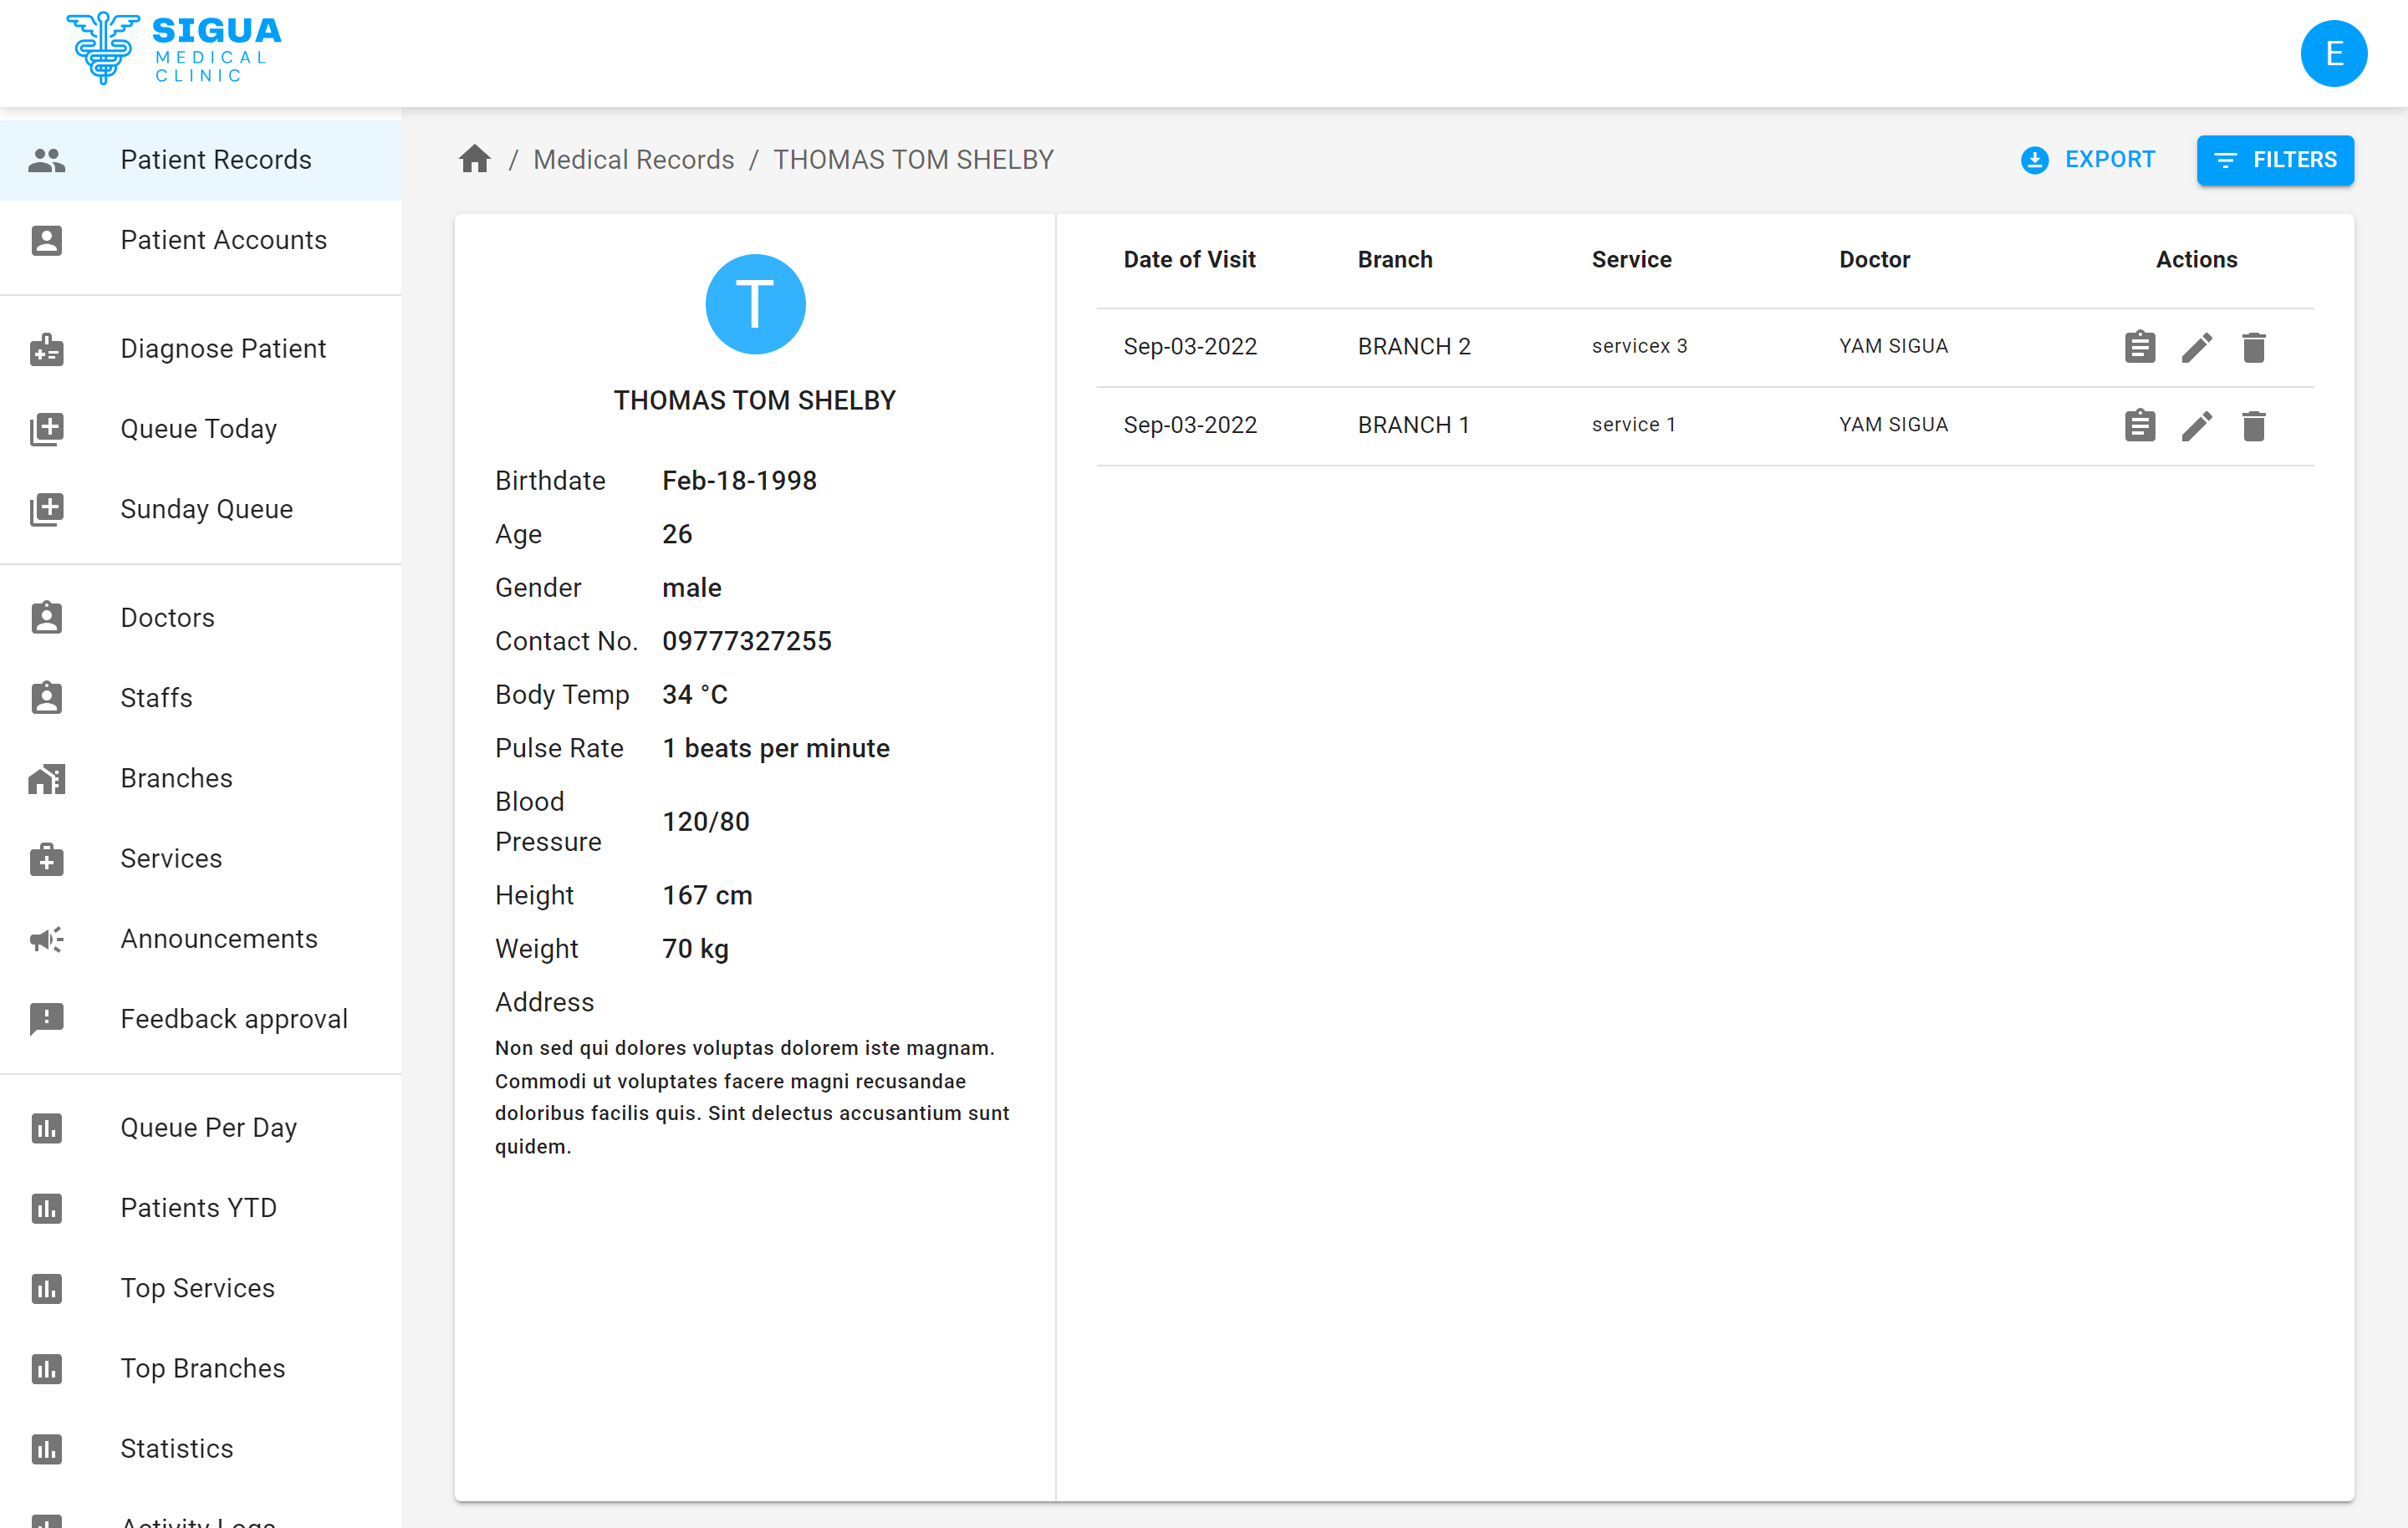 SIGUA
MEDICAL
CLINIC
E
Patient Records
Patient Accounts
Diagnose Patient
Queue Today
Sunday Queue
Doctors
Staffs
Branches
Services
Announcements
Feedback approval
Queue Per Day
Patients YTD
Top Services
Top Branches
Statistics
Activity Logs
/ Medical Records / THOMAS TOM SHELBY
EXPORT
FILTERS
T
THOMAS TOM SHELBY
Birthdate Feb-18-1998
Age 26
Gender male
Contact No. 09777327255
Body Temp 34 °C
Pulse Rate 1 beats per minute
Blood
Pressure 120/80
Height 167 cm
Weight 70 kg
Address
Non sed qui dolores voluptas dolorem iste magnam.
Commodi ut voluptates facere magni recusandae
doloribus facilis quis. Sint delectus accusantium sunt
quidem.
Date of Visit Branch Service Doctor Actions
Sep-03-2022 BRANCH 2 servicex 3 YAM SIGUA
Sep-03-2022 BRANCH 1 service 1 YAM SIGUA